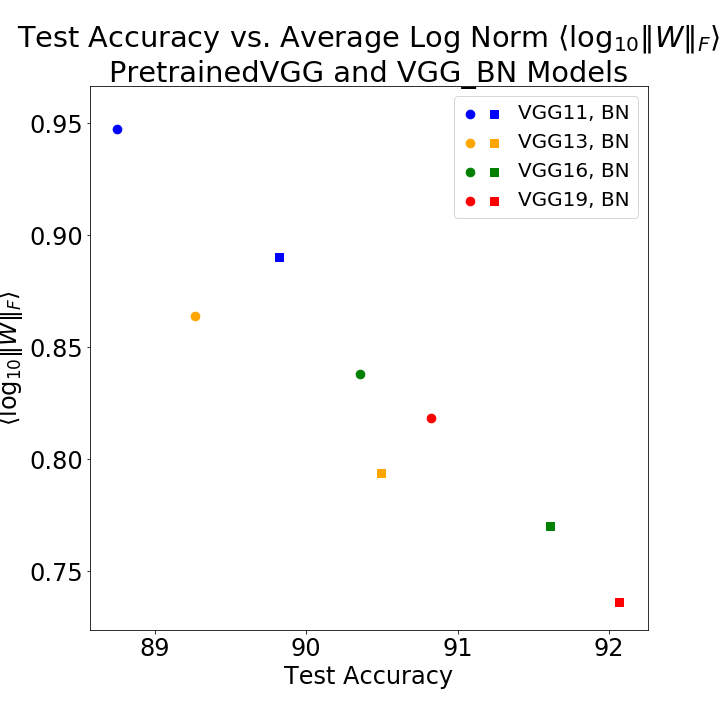 Test Accuracy vs. Average Log Norm ⟨log₁₀‖W‖_F⟩
PretrainedVGG and VGG_BN Models
VGG11, BN
VGG13, BN
VGG16, BN
VGG19, BN
0.95
0.90
0.85
0.80
0.75
⟨log₁₀‖W‖_F⟩
89 90 91 92
Test Accuracy